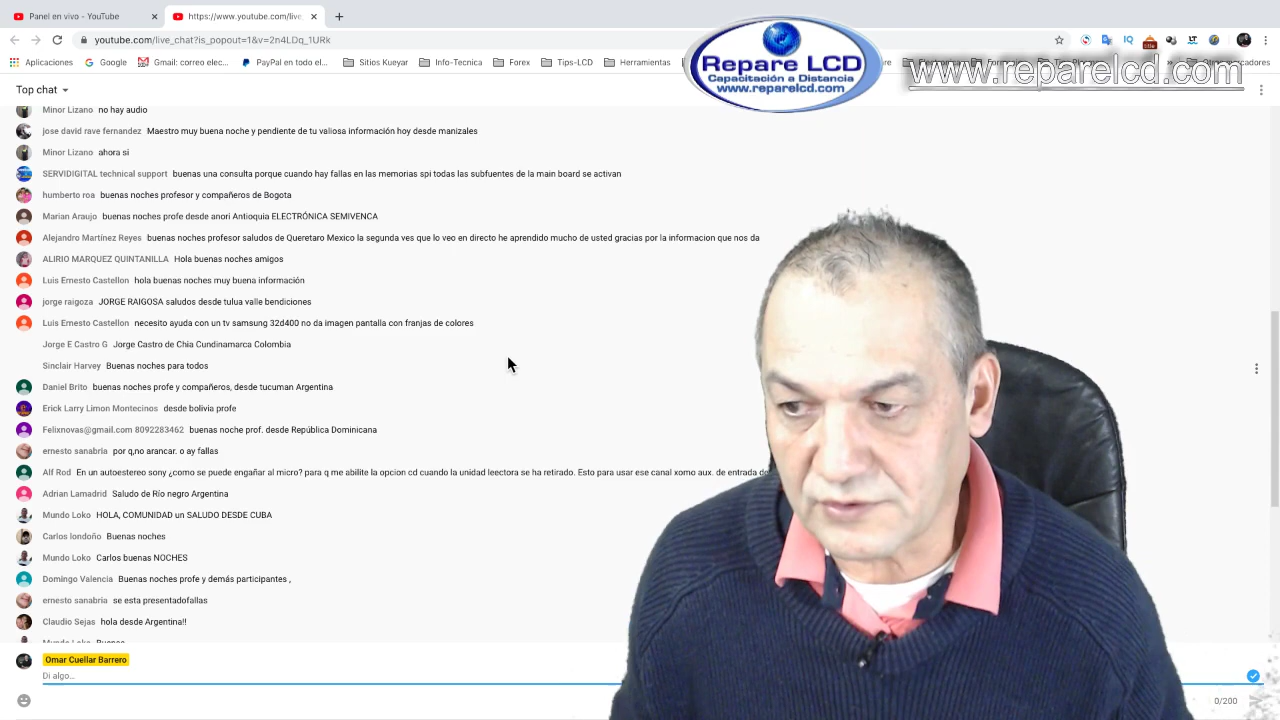 Panel en vivo - YouTube
https://www.youtube.com/live_
youtube.com/live_chat?is_popout=1&v=2n4LDq_1URk
Aplicaciones
Google
Gmail: correo elec...
PayPal en todo el...
Sitios Kueyar
Info-Tecnica
Forex
Tips-LCD
Herramientas
Repare LCD
Capacitación a Distancia
www.reparelcd.com
www.reparelcd.com
Top chat
Minor Lizano no hay audio
jose david rave fernandez Maestro muy buena noche y pendiente de tu valiosa información hoy desde manizales
Minor Lizano ahora si
SERVIDIGITAL technical support buenas una consulta porque cuando hay fallas en las memorias spi todas las subfuentes de la main board se activan
humberto roa buenas noches profesor y compañeros de Bogota
Marian Araujo buenas noches profe desde anori Antioquia ELECTRÓNICA SEMIVENCA
Alejandro Martínez Reyes buenas noches profesor saludos de Queretaro Mexico la segunda ves que lo veo en directo he aprendido mucho de usted gracias por la informacion que nos da
ALIRIO MARQUEZ QUINTANILLA Hola buenas noches amigos
Luis Ernesto Castellon hola buenas noches muy buena información
jorge raigoza JORGE RAIGOSA saludos desde tulua valle bendiciones
Luis Ernesto Castellon necesito ayuda con un tv samsung 32d400 no da imagen pantalla con franjas de colores
Jorge E Castro G Jorge Castro de Chia Cundinamarca Colombia
Sinclair Harvey Buenas noches para todos
Daniel Brito buenas noches profe y compañeros, desde tucuman Argentina
Erick Larry Limon Montecinos desde bolivia profe
Felixnovas@gmail.com 8092283462 buenas noche prof. desde República Dominicana
ernesto sanabria por q,no arancar. o ay fallas
Alf Rod En un autoestereo sony ¿como se puede engañar al micro? para q me abilite la opcion cd cuando la unidad leectora se ha retirado. Esto para usar ese canal xomo aux. de entrada de
Adrian Lamadrid Saludo de Río negro Argentina
Mundo Loko HOLA, COMUNIDAD un SALUDO DESDE CUBA
Carlos londoño Buenas noches
Mundo Loko Carlos buenas NOCHES
Domingo Valencia Buenas noches profe y demás participantes ,
ernesto sanabria se esta presentadofallas
Claudio Sejas hola desde Argentina!!
Mundo Loko Buenas
Omar Cuellar Barrero
Di algo...
0/200